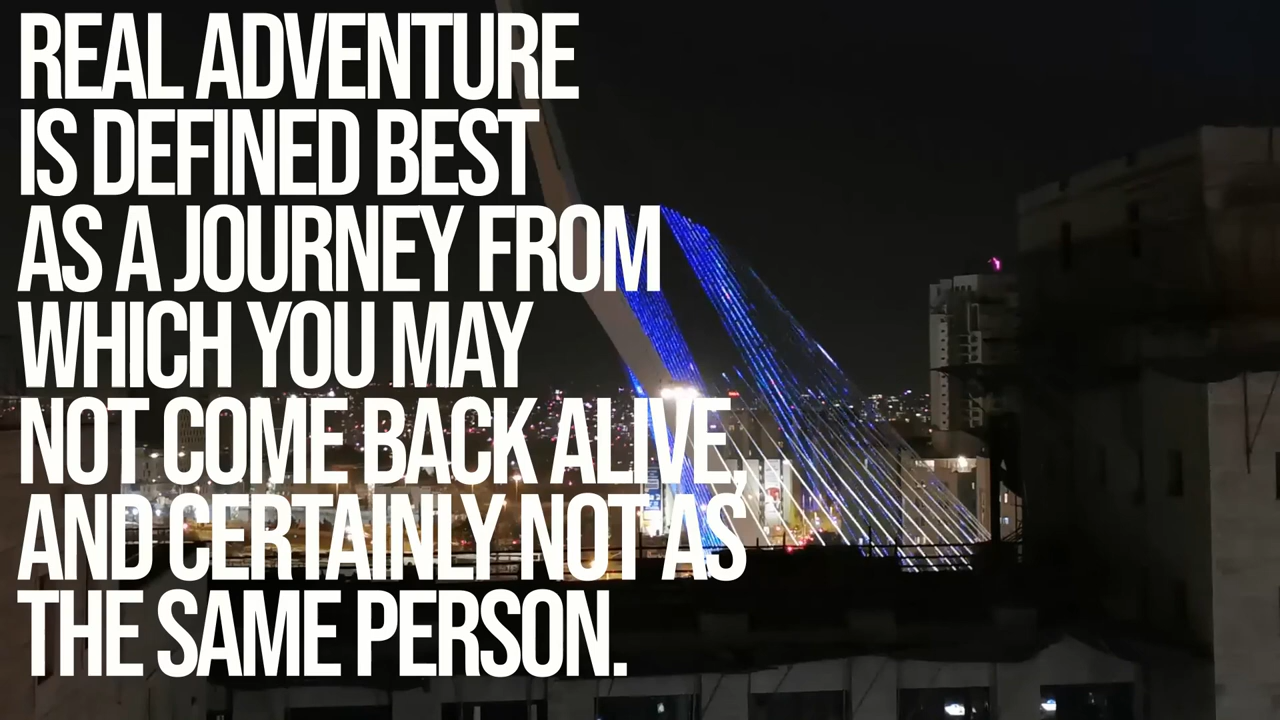 REAL ADVENTURE
IS DEFINED BEST
AS A JOURNEY FROM
WHICH YOU MAY
NOT COME BACK ALIVE,
AND CERTAINLY NOT AS
THE SAME PERSON.